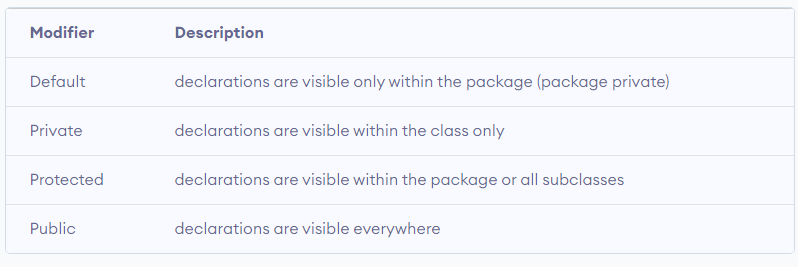 Modifier Description
Default declarations are visible only within the package (package private)
Private declarations are visible within the class only
Protected declarations are visible within the package or all subclasses
Public declarations are visible everywhere